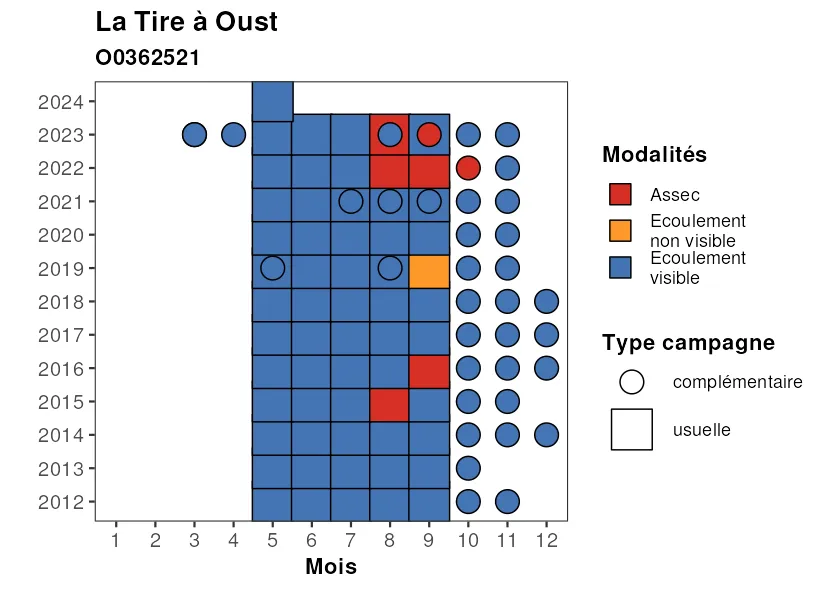 La Tire à Oust
O0362521
2024
2023
2022
2021
2020
2019
2018
2017
2016
2015
2014
2013
2012
1 2 3 4 5 6 7 8 9 10 11 12
Mois
Modalités
Assec
Ecoulement
non visible
Ecoulement
visible
Type campagne
complémentaire
usuelle